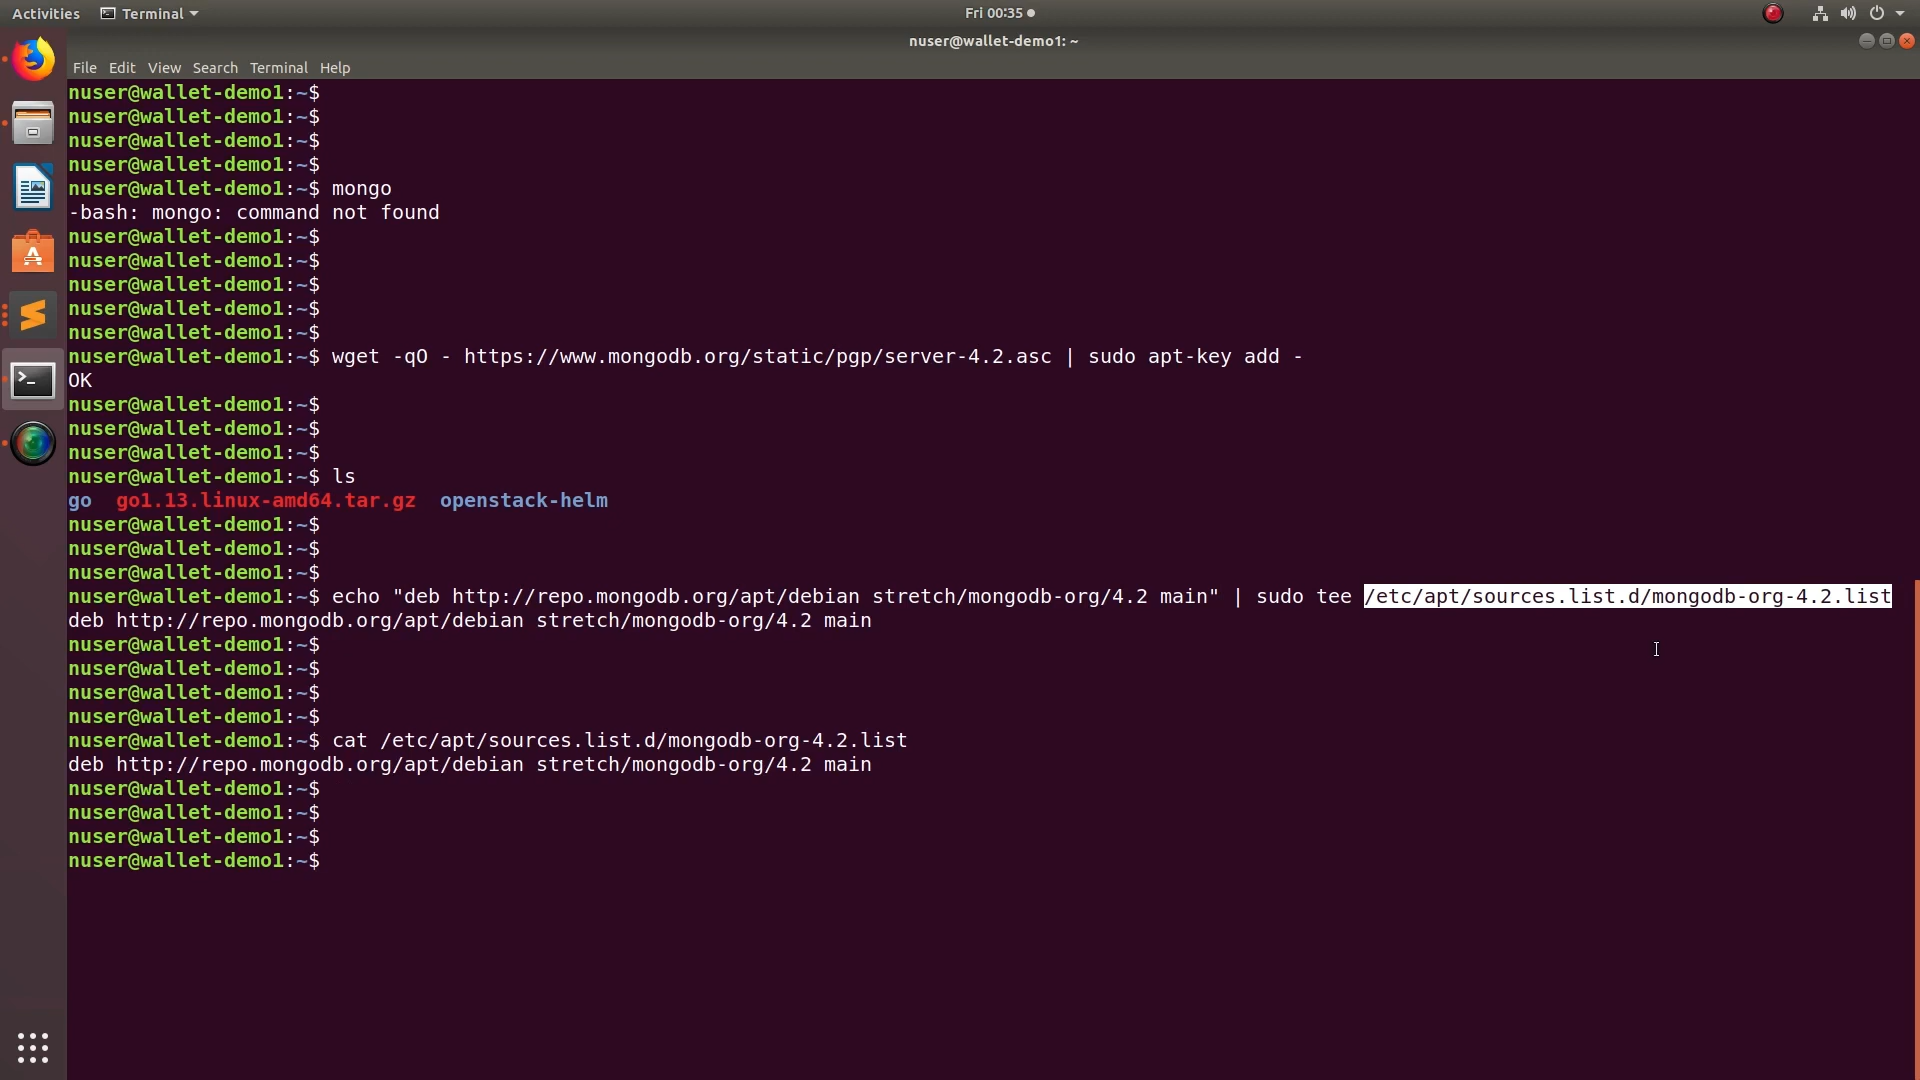 Activities Terminal Fri 00:35
nuser@wallet-demo1: ~
File Edit View Search Terminal Help
nuser@wallet-demo1:~$
nuser@wallet-demo1:~$
nuser@wallet-demo1:~$
nuser@wallet-demo1:~$
nuser@wallet-demo1:~$ mongo
-bash: mongo: command not found
nuser@wallet-demo1:~$
nuser@wallet-demo1:~$
nuser@wallet-demo1:~$
nuser@wallet-demo1:~$
nuser@wallet-demo1:~$
nuser@wallet-demo1:~$ wget -qO - https://www.mongodb.org/static/pgp/server-4.2.asc | sudo apt-key add -
OK
nuser@wallet-demo1:~$
nuser@wallet-demo1:~$
nuser@wallet-demo1:~$
nuser@wallet-demo1:~$ ls
go go1.13.linux-amd64.tar.gz openstack-helm
nuser@wallet-demo1:~$
nuser@wallet-demo1:~$
nuser@wallet-demo1:~$
nuser@wallet-demo1:~$ echo "deb http://repo.mongodb.org/apt/debian stretch/mongodb-org/4.2 main" | sudo tee /etc/apt/sources.list.d/mongodb-org-4.2.list
deb http://repo.mongodb.org/apt/debian stretch/mongodb-org/4.2 main
nuser@wallet-demo1:~$
nuser@wallet-demo1:~$
nuser@wallet-demo1:~$
nuser@wallet-demo1:~$
nuser@wallet-demo1:~$ cat /etc/apt/sources.list.d/mongodb-org-4.2.list
deb http://repo.mongodb.org/apt/debian stretch/mongodb-org/4.2 main
nuser@wallet-demo1:~$
nuser@wallet-demo1:~$
nuser@wallet-demo1:~$
nuser@wallet-demo1:~$